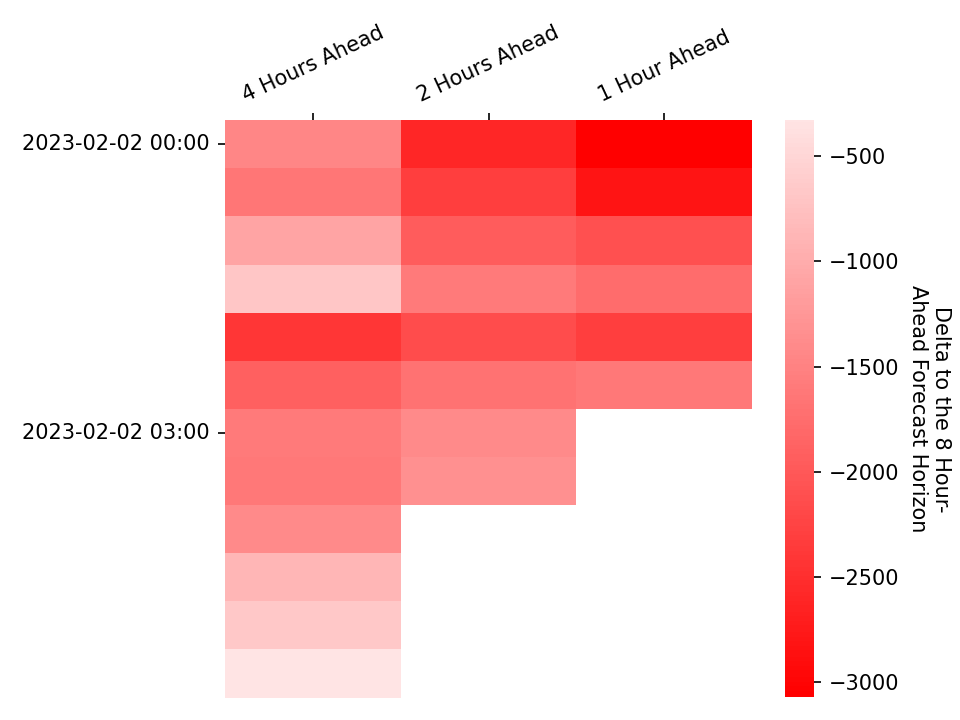 4 Hours Ahead
2 Hours Ahead
1 Hour Ahead
2023-02-02 00:00
2023-02-02 03:00
−500
−1000
−1500
−2000
−2500
−3000
Delta to the 8 Hour-
Ahead Forecast Horizon